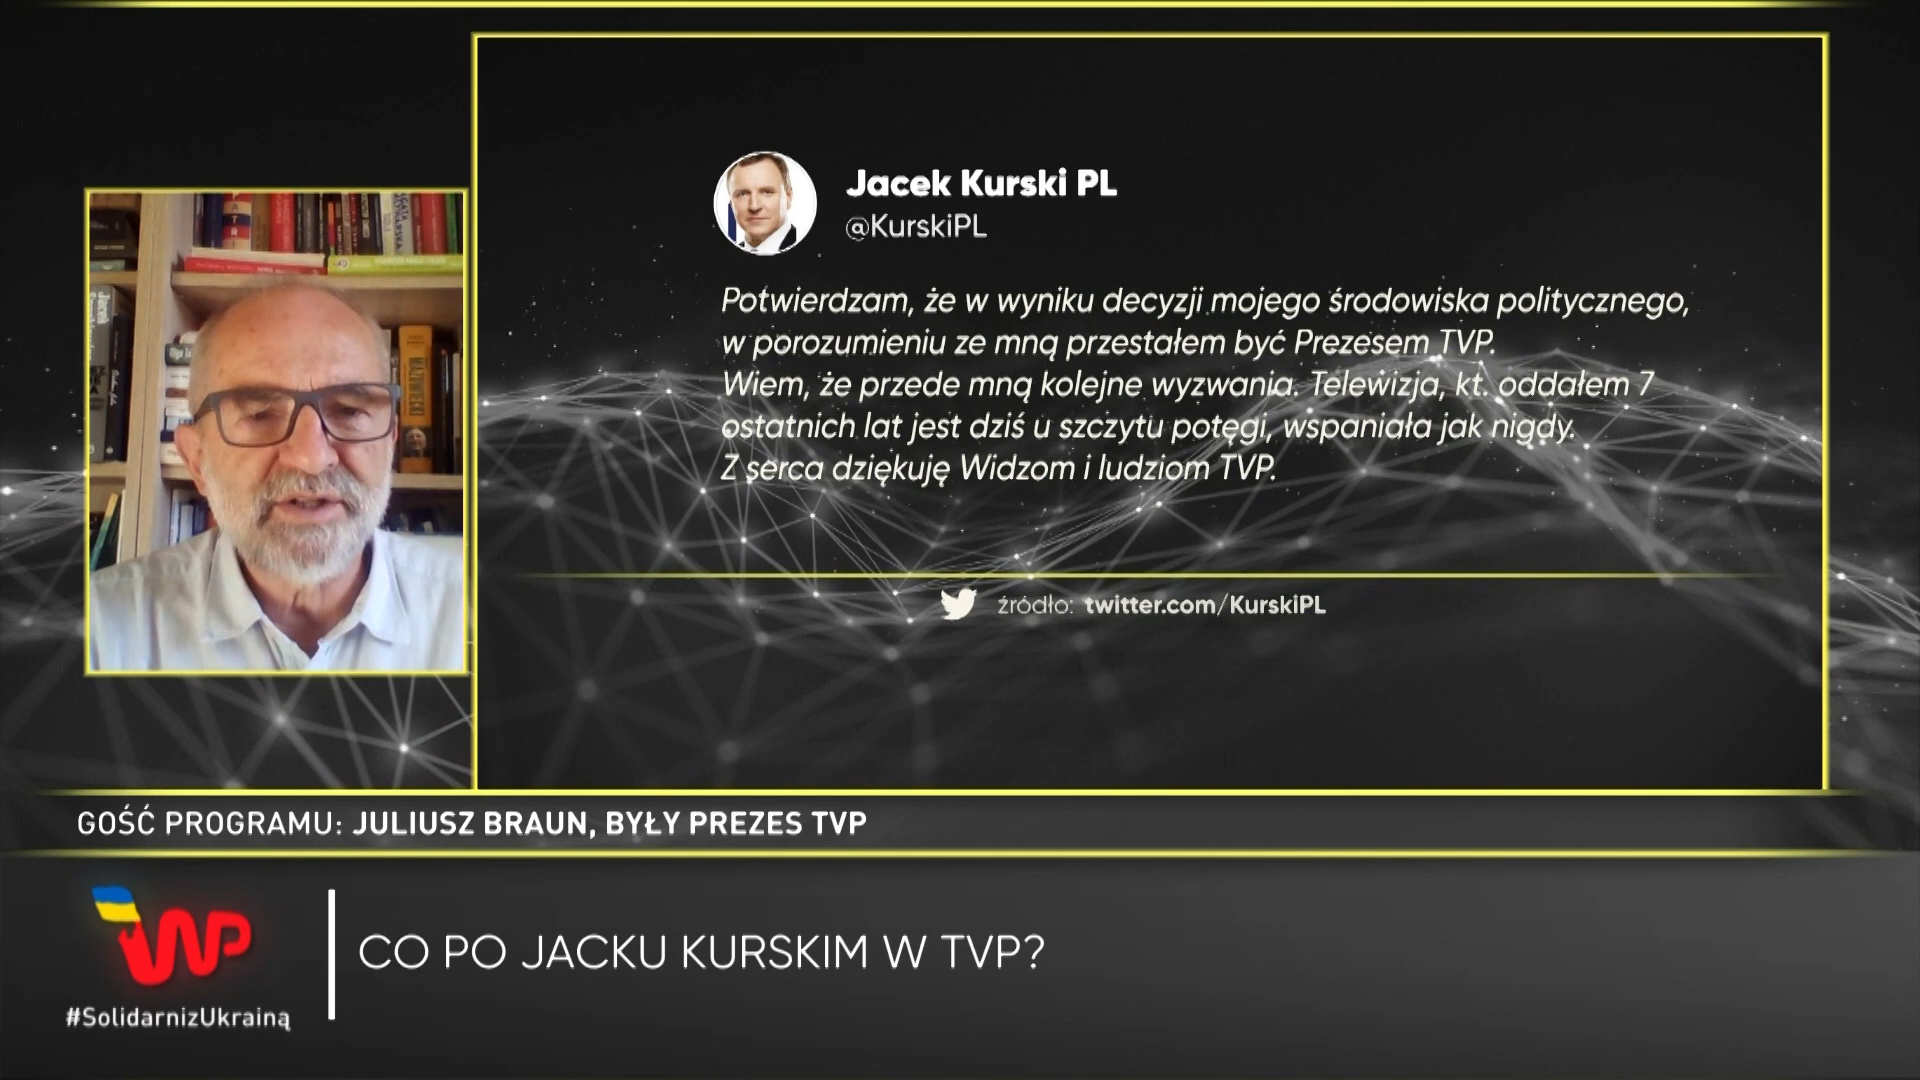 Jacek Kurski PL
@KurskiPL
Potwierdzam, że w wyniku decyzji mojego środowiska politycznego,
w porozumieniu ze mną przestałem być Prezesem TVP.
Wiem, że przede mną kolejne wyzwania. Telewizja, kt. oddałem 7
ostatnich lat jest dziś u szczytu potęgi, wspaniała jak nigdy.
Z serca dziękuję Widzom i ludziom TVP.
źródło: twitter.com/KurskiPL
GOŚĆ PROGRAMU: JULIUSZ BRAUN, BYŁY PREZES TVP
WP
#SolidarnizUkrainą
CO PO JACKU KURSKIM W TVP?